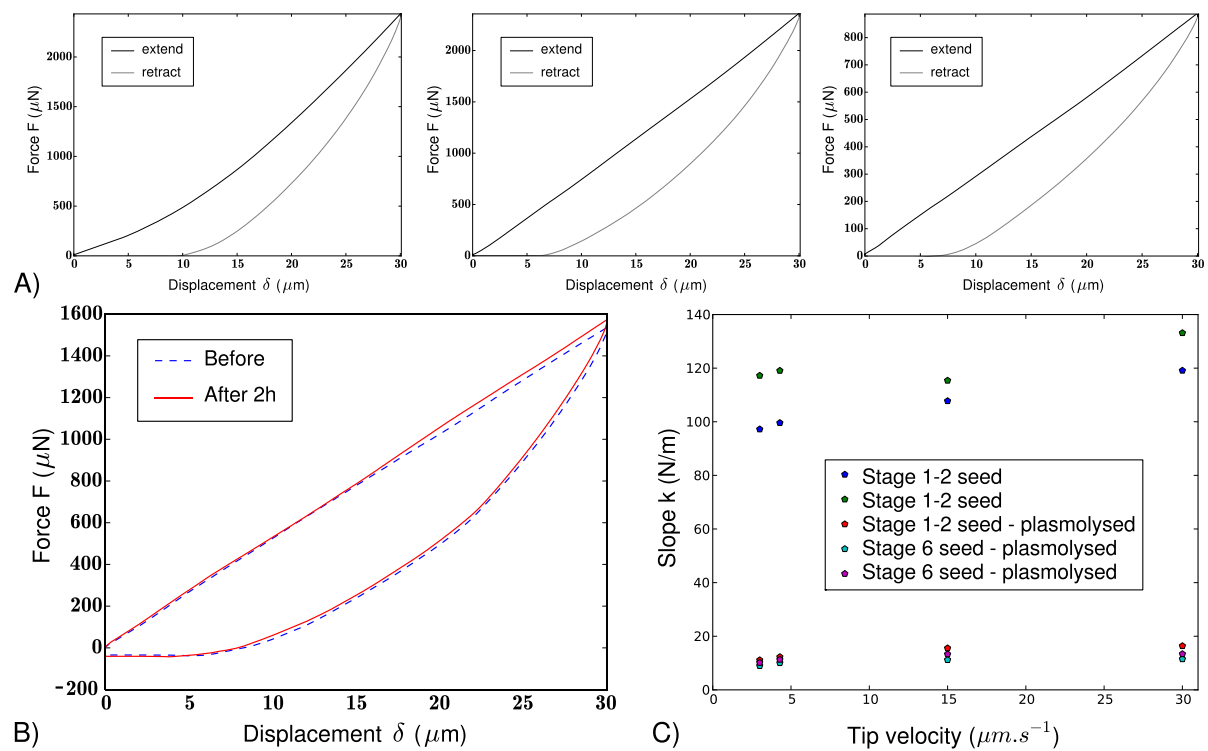 extend
retract
2000
1500
1000
500
0
0 5 10 15 20 25 30
Force F (μN)
Displacement δ (μm)
A)
extend
retract
2000
1500
1000
500
0
0 5 10 15 20 25 30
Force F (μN)
Displacement δ (μm)
extend
retract
800
700
600
500
400
300
200
100
0
0 5 10 15 20 25 30
Force F (μN)
Displacement δ (μm)
1600
1400
1200
1000
800
600
400
200
0
-200
Before
After 2h
0 5 10 15 20 25 30
Force F (μN)
Displacement δ (μm)
B)
140
120
100
80
60
40
20
0
Stage 1-2 seed
Stage 1-2 seed
Stage 1-2 seed - plasmolysed
Stage 6 seed - plasmolysed
Stage 6 seed - plasmolysed
0 5 10 15 20 25 30
Slope k (N/m)
Tip velocity (μm.s⁻¹)
C)